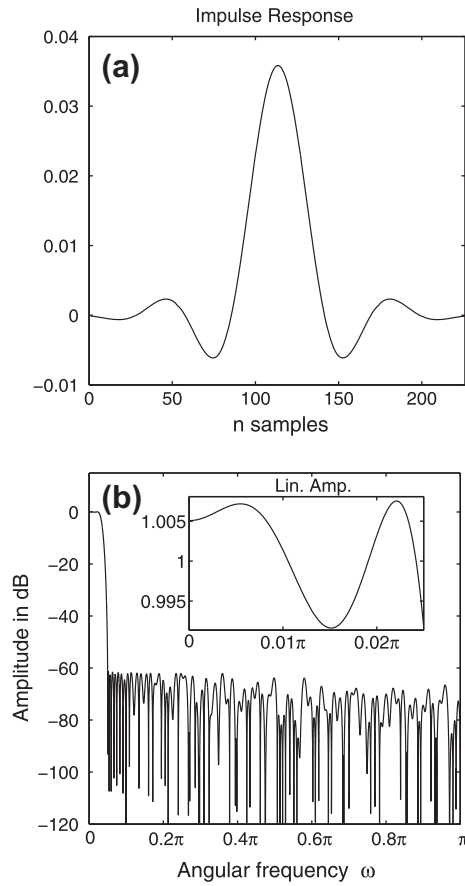 Impulse Response
(a)
0.04
0.03
0.02
0.01
0
−0.01
0 50 100 150 200
n samples
(b)
Lin. Amp.
1.005
1
0.995
0 0.01π 0.02π
0
−20
−40
−60
−80
−100
−120
Amplitude in dB
0 0.2π 0.4π 0.6π 0.8π π
Angular frequency ω